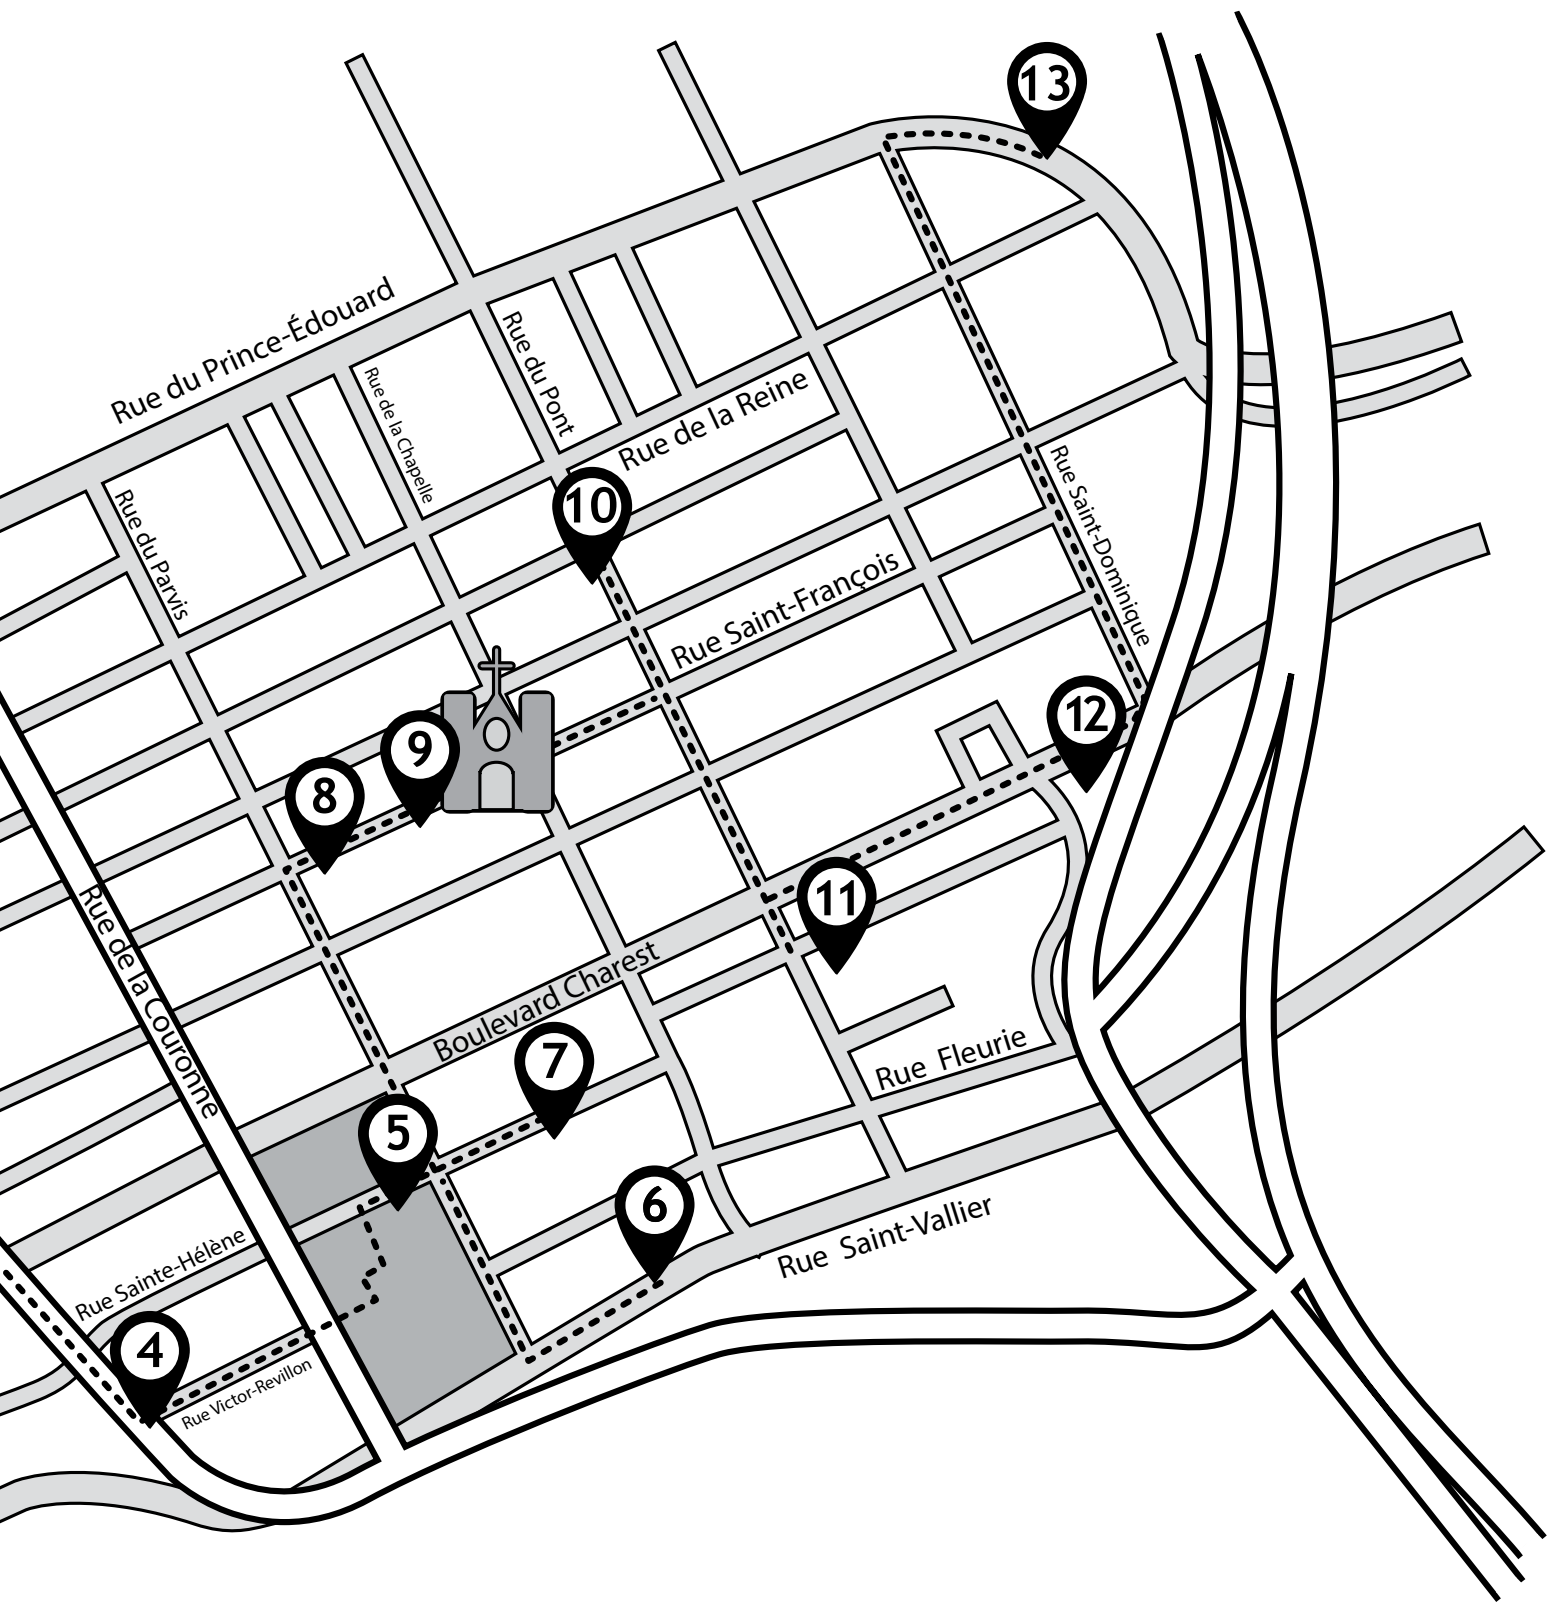 13
Rue du Prince-Édouard
Rue du Pont
Rue de la Chapelle
Rue de la Reine
Rue du Parvis
10
Rue Saint-Dominique
Rue Saint-François
12
9
8
11
Rue de la Couronne
Boulevard Charest
7
Rue Fleurie
5
6
Rue Saint-Vallier
Rue Sainte-Hélène
4
Rue Victor-Revillon